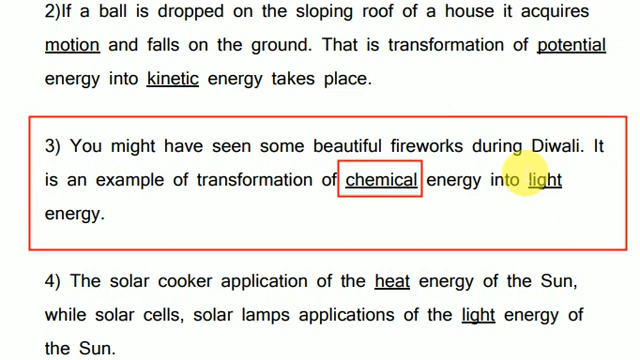 2)If a ball is dropped on the sloping roof of a house it acquires
motion and falls on the ground. That is transformation of potential
energy into kinetic energy takes place.
3) You might have seen some beautiful fireworks during Diwali. It
is an example of transformation of chemical energy into light
energy.
4) The solar cooker application of the heat energy of the Sun,
while solar cells, solar lamps applications of the light energy of
the Sun.